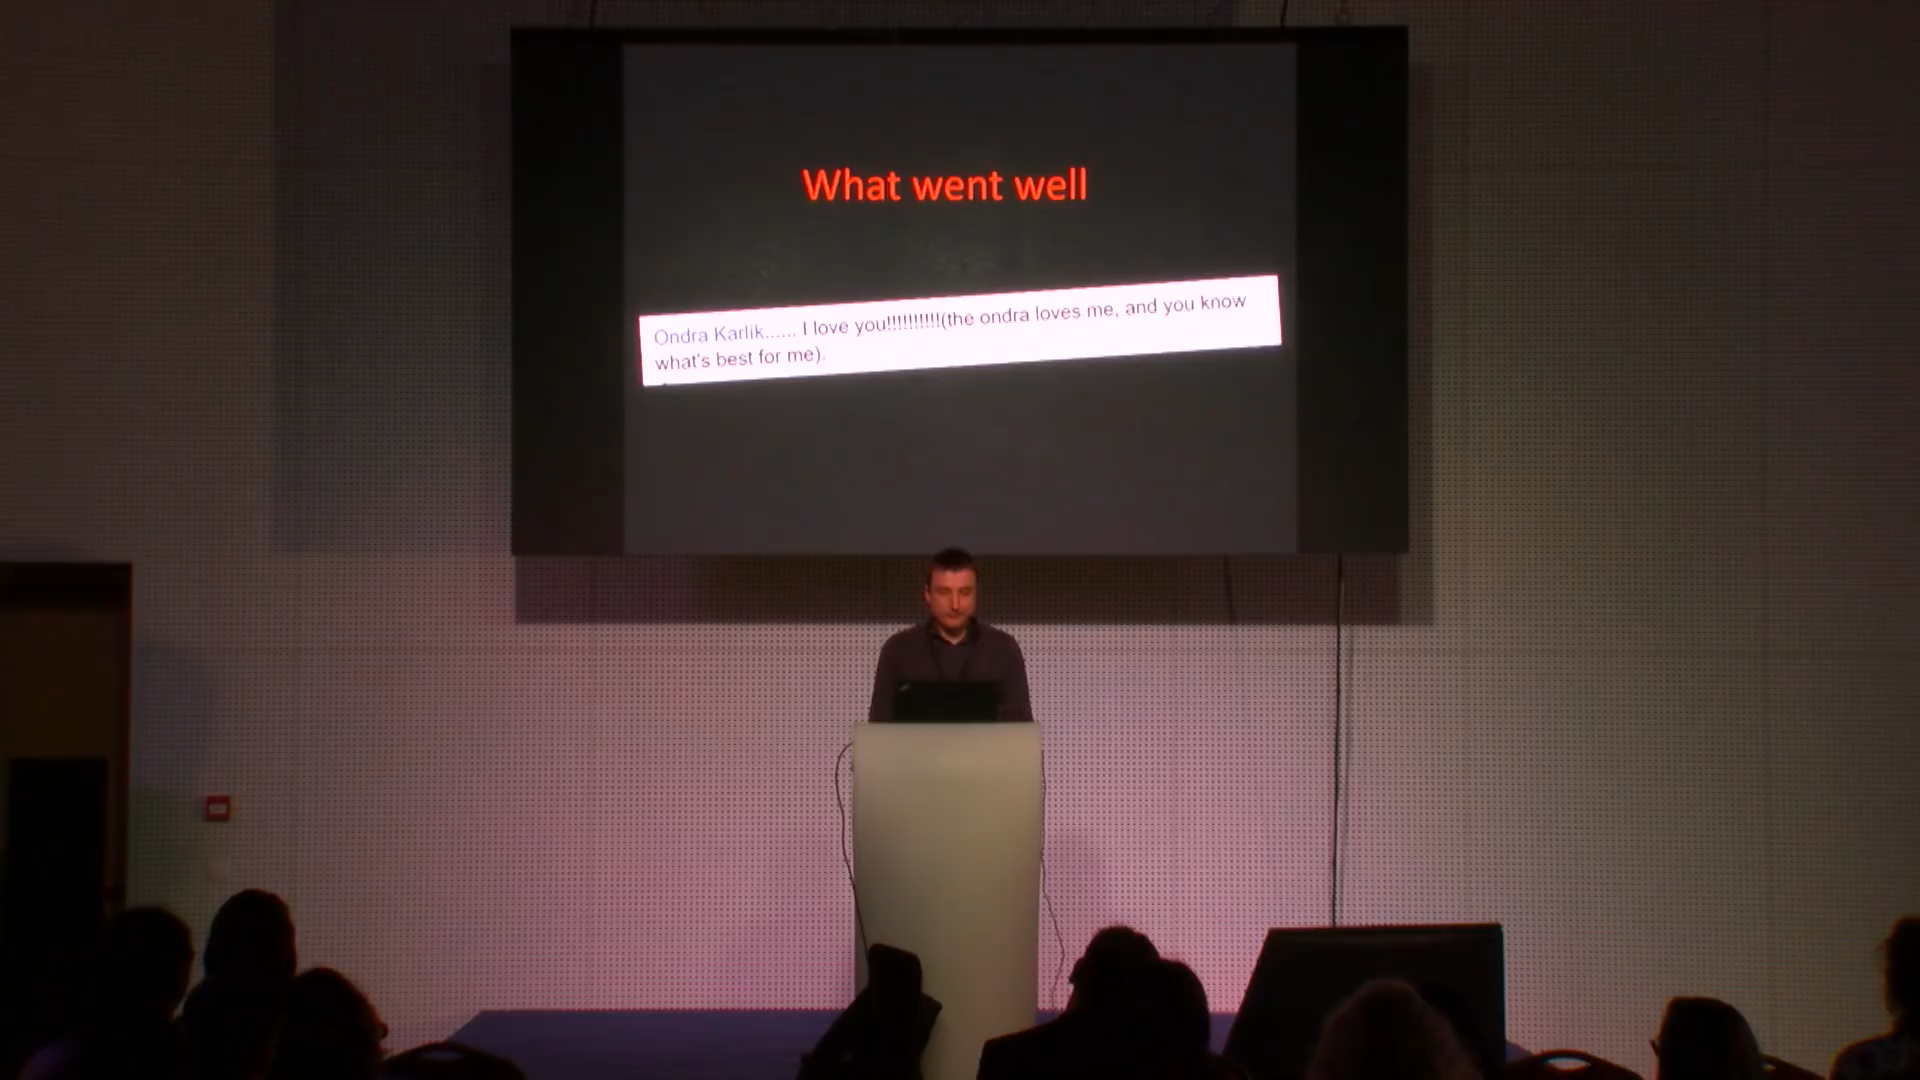 What went well
Ondra Karlik...... I love you!!!!!!!!!!(the ondra loves me, and you know
what's best for me).